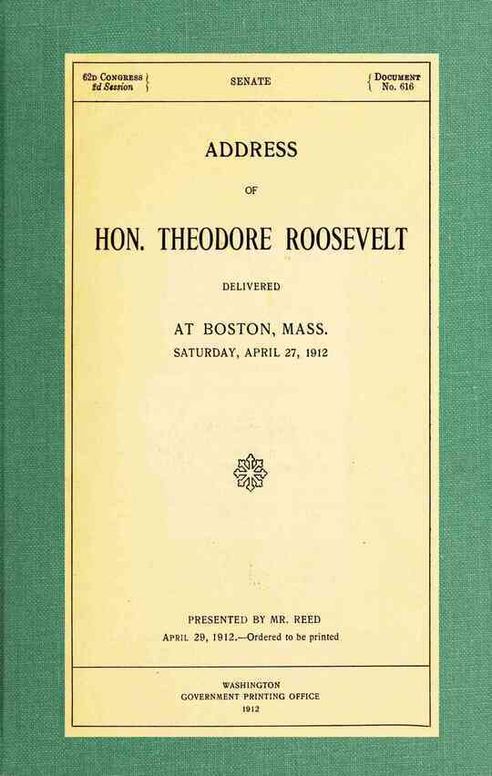 62D CONGRESS
2d Session
SENATE
DOCUMENT
No. 616
ADDRESS
OF
HON. THEODORE ROOSEVELT
DELIVERED
AT BOSTON, MASS.
SATURDAY, APRIL 27, 1912
PRESENTED BY MR. REED
APRIL 29, 1912.—Ordered to be printed
WASHINGTON
GOVERNMENT PRINTING OFFICE
1912